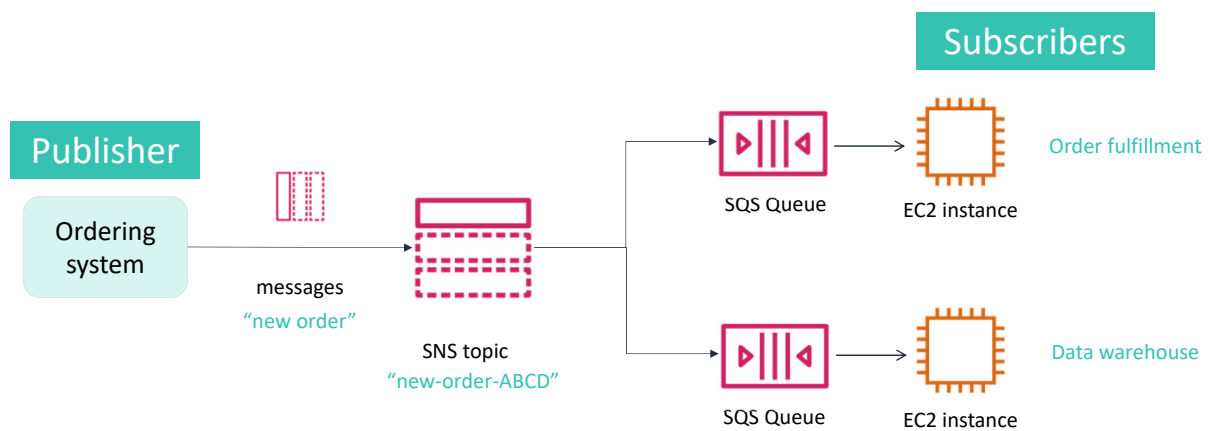 Subscribers
Publisher
Ordering
system
messages
“new order”
SNS topic
“new-order-ABCD”
SQS Queue
EC2 instance
Order fulfillment
SQS Queue
EC2 instance
Data warehouse